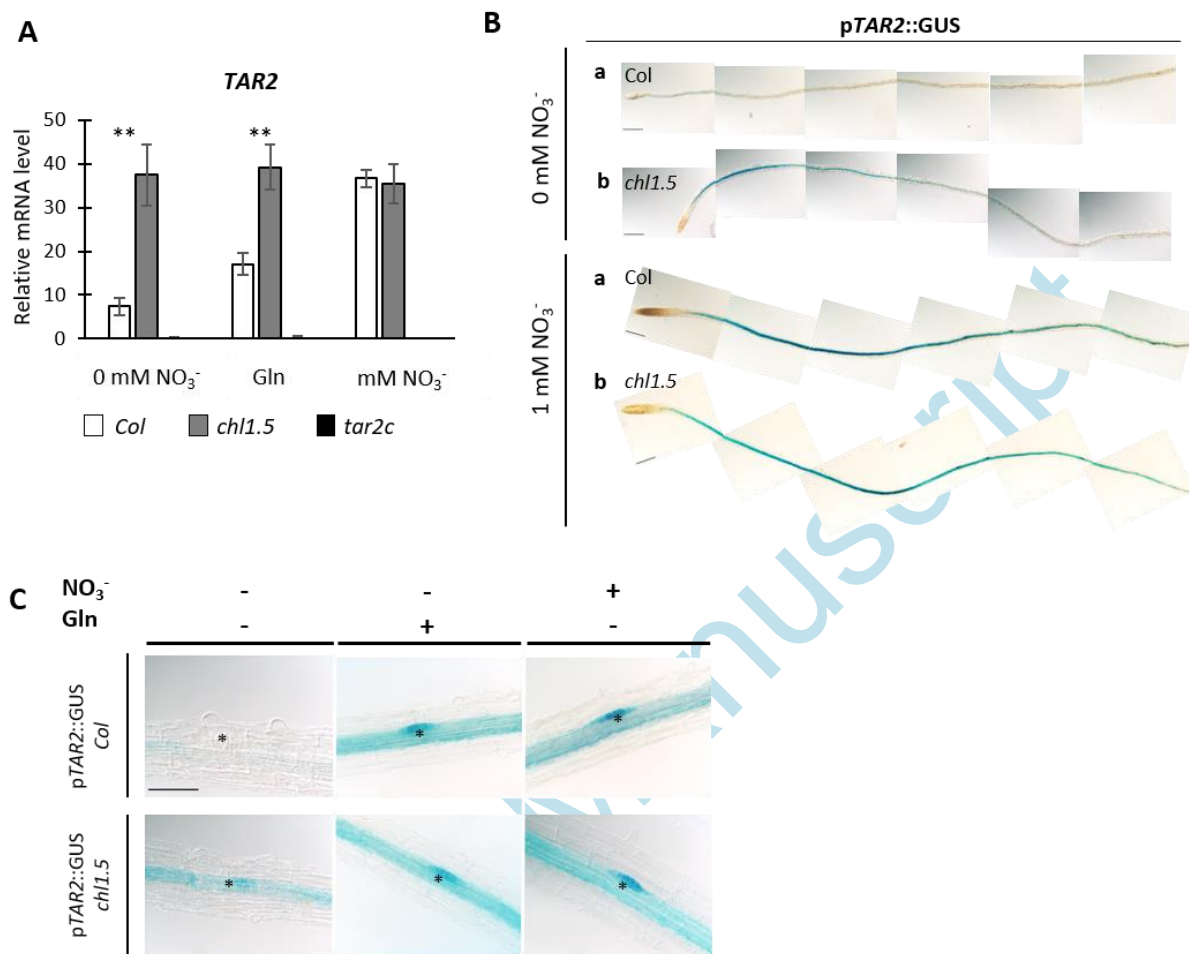 A
TAR2
Relative mRNA level
50
40
30
20
10
0
**
**
0 mM NO₃⁻
Gln
mM NO₃⁻
Col
chl1.5
tar2c
B
pTAR2::GUS
0 mM NO₃⁻
a
Col
b
chl1.5
1 mM NO₃⁻
a
Col
b
chl1.5
C
NO₃⁻ - - +
Gln - + -
pTAR2::GUS
Col
* * *
pTAR2::GUS
chl1.5
* * *
anuscript